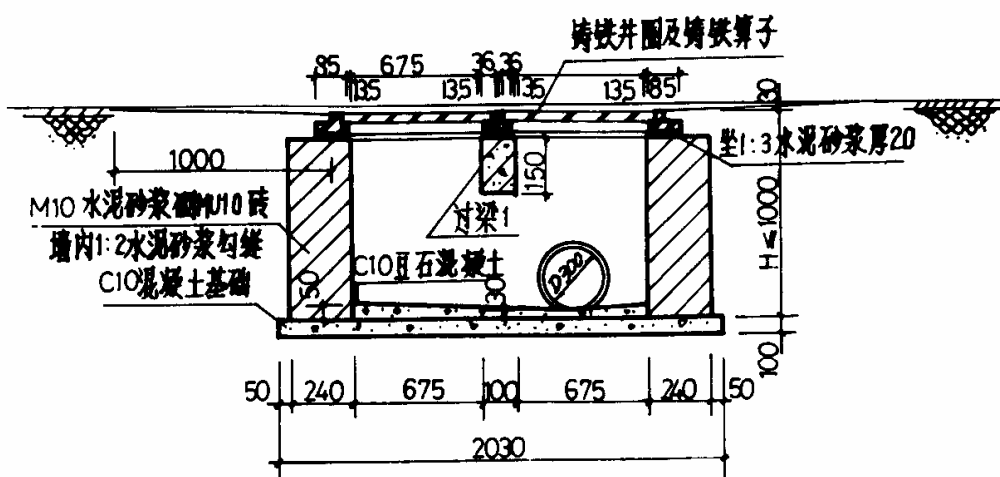 铸铁井圈及铸铁箅子
85 675 36 36
135 135 135 135 85
30
坐1:3水泥砂浆厚20
1000
150
M10水泥砂浆砌MU10砖
过梁1
墙内1:2水泥砂浆勾缝
C10豆石混凝土
D300
H≤1000
C10混凝土基础
50
30
100
50 240 675 100 675 240 50
2030